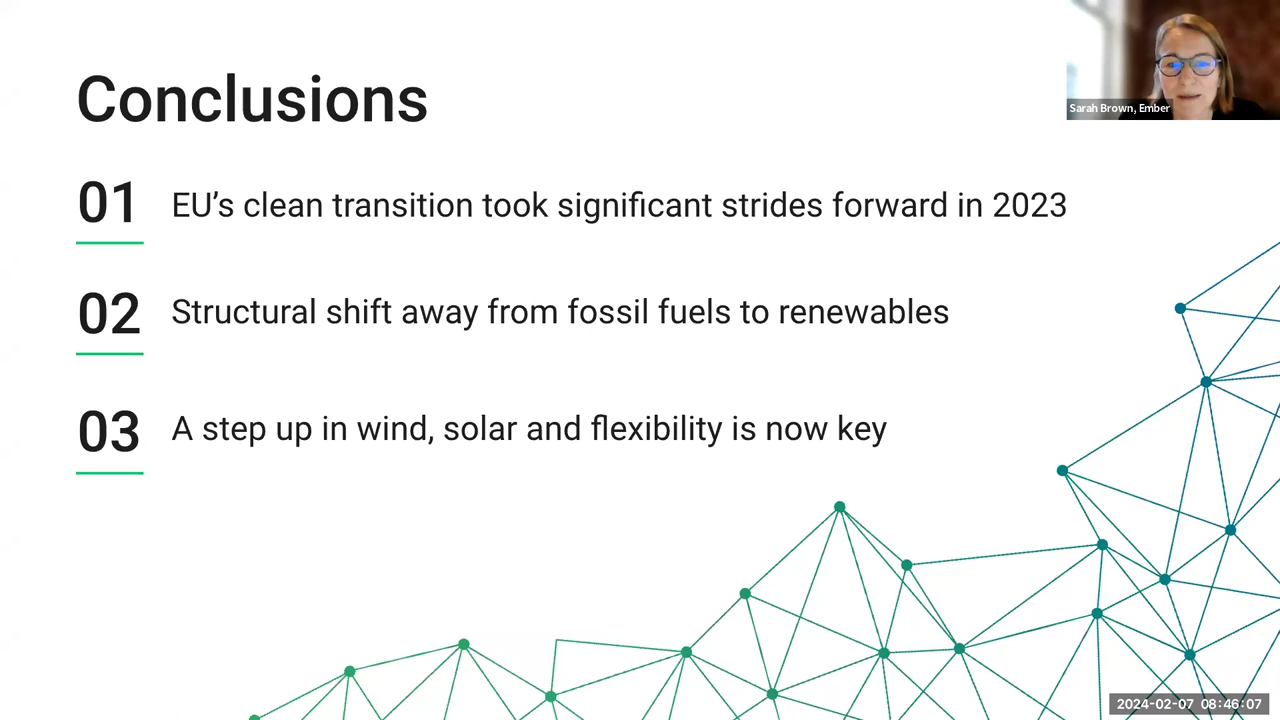 Conclusions
Sarah Brown, Ember
01 EU’s clean transition took significant strides forward in 2023
02 Structural shift away from fossil fuels to renewables
03 A step up in wind, solar and flexibility is now key
2024-02-07 08:46:07